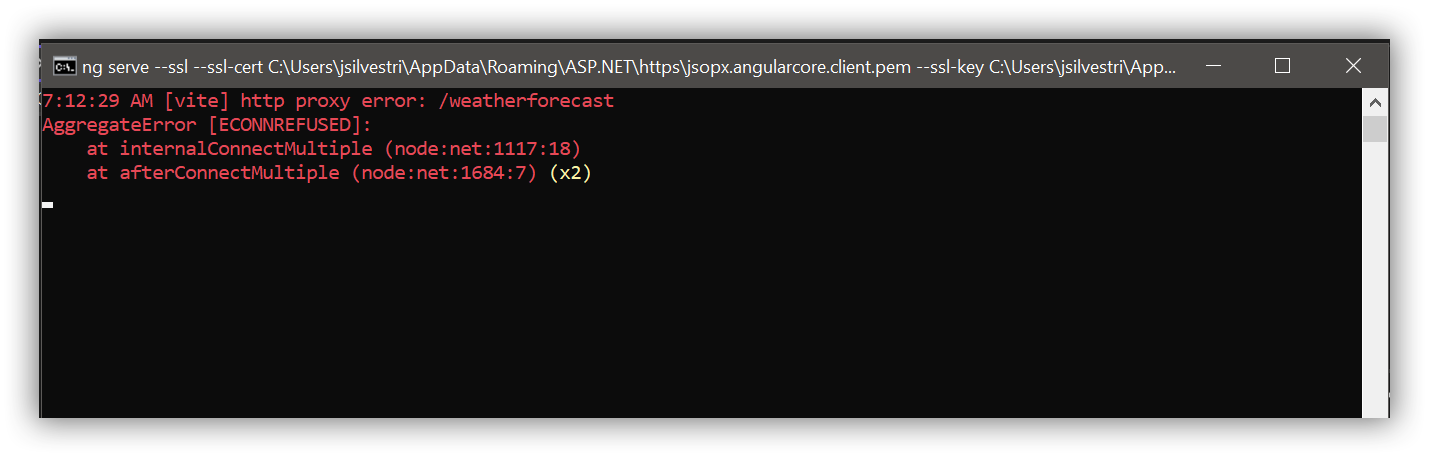 ng serve --ssl --ssl-cert C:\Users\jsilvestri\AppData\Roaming\ASP.NET\https\jsopx.angularcore.client.pem --ssl-key C:\Users\jsilvestri\App...
7:12:29 AM [vite] http proxy error: /weatherforecast
AggregateError [ECONNREFUSED]:
    at internalConnectMultiple (node:net:1117:18)
    at afterConnectMultiple (node:net:1684:7) (x2)